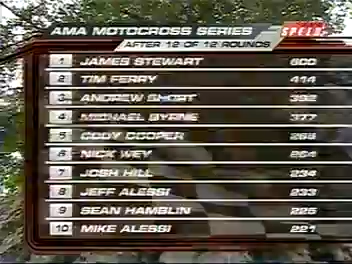 AMA MOTOCROSS SERIES SPEED
AFTER 12 OF 12 ROUNDS
1 JAMES STEWART 600
2 TIM FERRY 414
3 ANDREW SHORT
4 MICHAEL BYRNE 377
5 CODY COOPER 265
6 NICK WEY 264
7 JOSH HILL 234
8 JEFF ALESSI 233
9 SEAN HAMBLIN 225
10 MIKE ALESSI 221